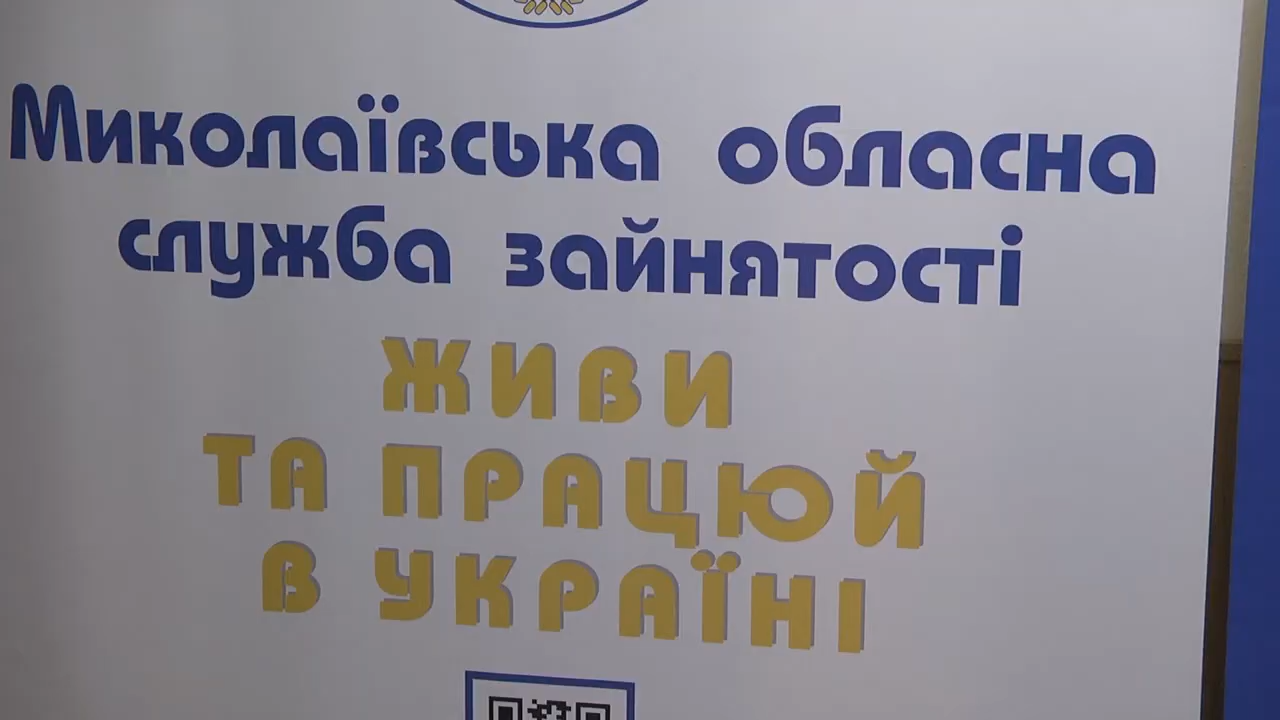 Миколаївська обласна
служба зайнятості
ЖИВИ
ТА ПРАЦЮЙ
В УКРАЇНІ